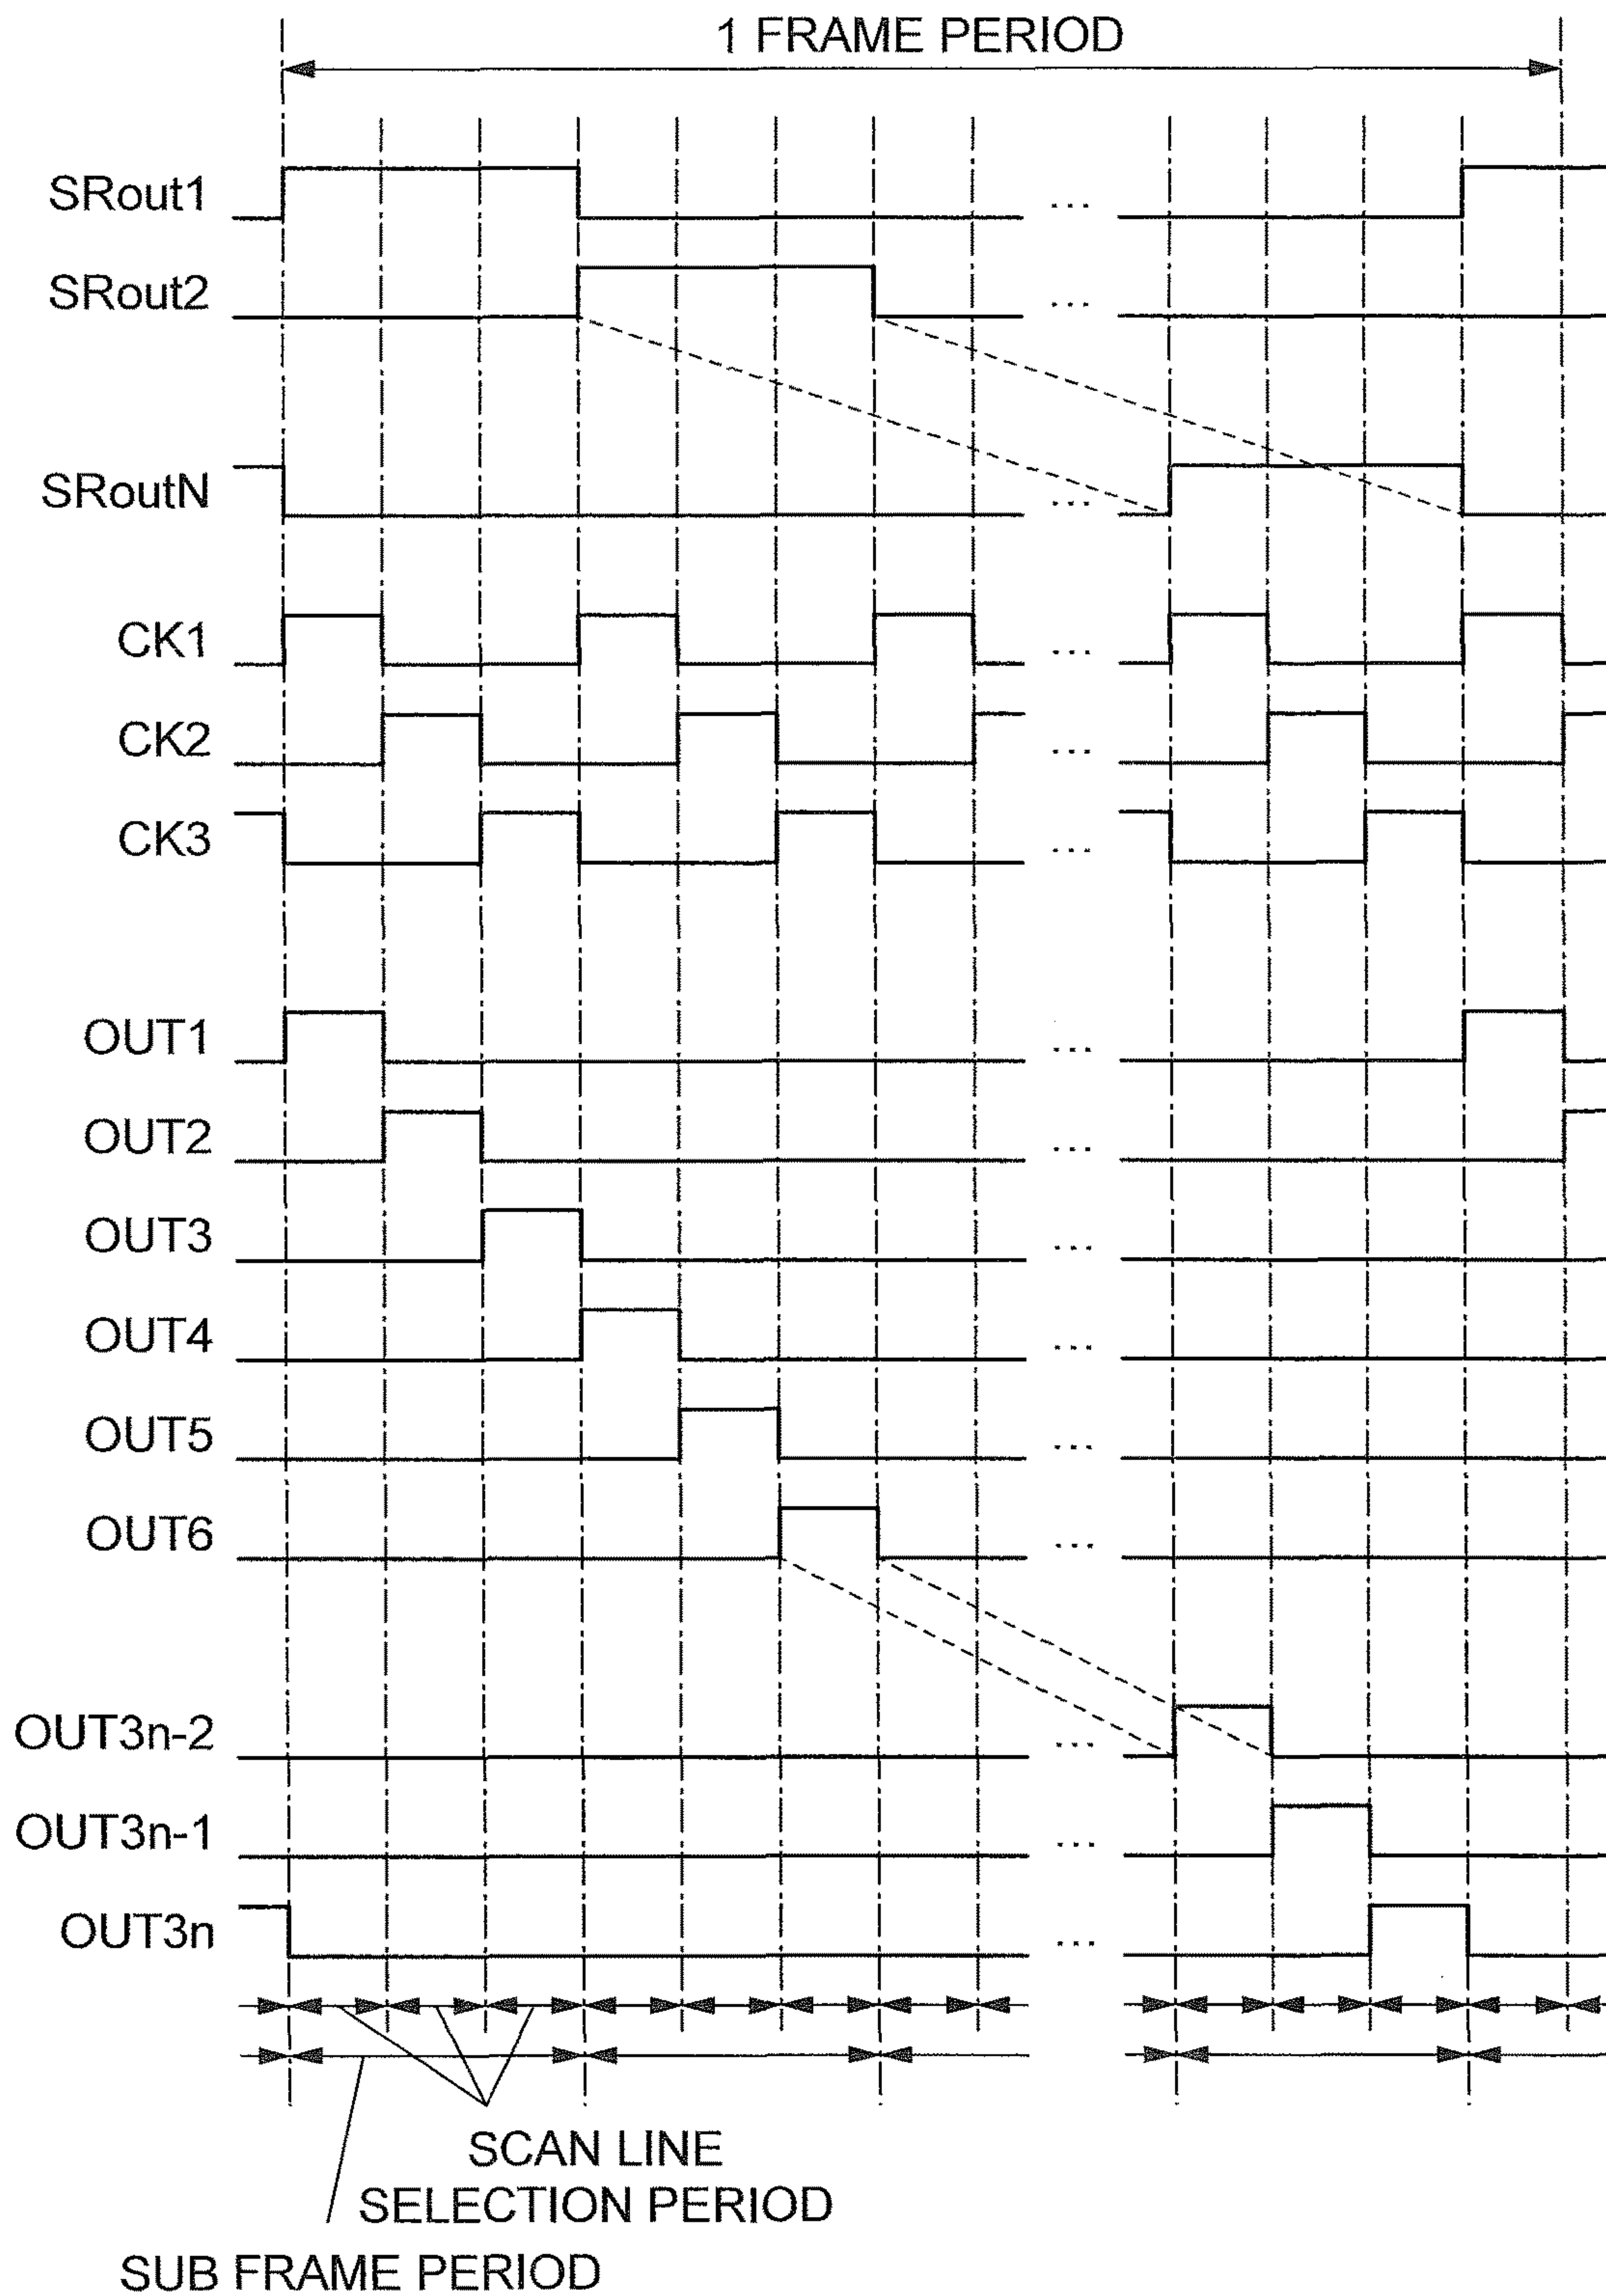 1 FRAME PERIOD
SRout1
...
SRout2
...
SRoutN
...
CK1
...
CK2
...
CK3
...
OUT1
...
OUT2
...
OUT3
...
OUT4
...
OUT5
...
OUT6
...
OUT3n-2
...
OUT3n-1
...
OUT3n
...
SCAN LINE
SELECTION PERIOD
SUB FRAME PERIOD